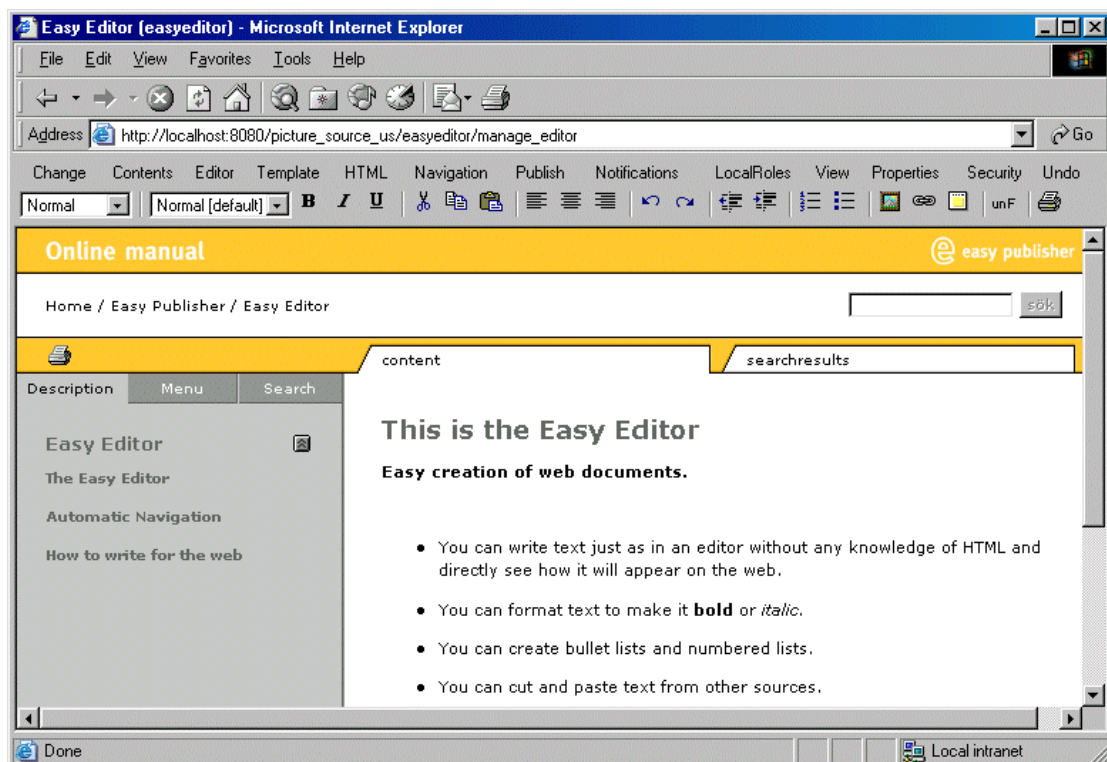 Easy Editor (easyeditor) - Microsoft Internet Explorer
File Edit View Favorites Tools Help
Address http://localhost:8080/picture_source_us/easyeditor/manage_editor Go
Change Contents Editor Template HTML Navigation Publish Notifications LocalRoles View Properties Security Undo
Normal Normal [default] B I U unF
Online manual easy publisher
Home / Easy Publisher / Easy Editor sök
content searchresults
Description Menu Search
Easy Editor
The Easy Editor
Automatic Navigation
How to write for the web
This is the Easy Editor
Easy creation of web documents.
• You can write text just as in an editor without any knowledge of HTML and
directly see how it will appear on the web.
• You can format text to make it bold or italic.
• You can create bullet lists and numbered lists.
• You can cut and paste text from other sources.
Done Local intranet